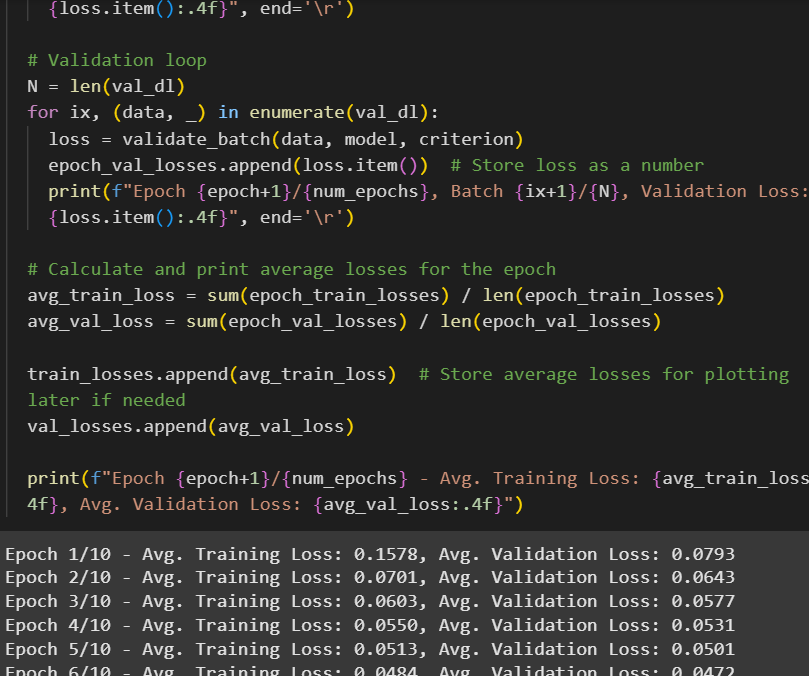 {loss.item():.4f}", end='\r')
# Validation loop
N = len(val_dl)
for ix, (data, _) in enumerate(val_dl):
loss = validate_batch(data, model, criterion)
epoch_val_losses.append(loss.item())  # Store loss as a number
print(f"Epoch {epoch+1}/{num_epochs}, Batch {ix+1}/{N}, Validation Loss:
{loss.item():.4f}", end='\r')
# Calculate and print average losses for the epoch
avg_train_loss = sum(epoch_train_losses) / len(epoch_train_losses)
avg_val_loss = sum(epoch_val_losses) / len(epoch_val_losses)
train_losses.append(avg_train_loss)  # Store average losses for plotting
later if needed
val_losses.append(avg_val_loss)
print(f"Epoch {epoch+1}/{num_epochs} - Avg. Training Loss: {avg_train_loss
4f}, Avg. Validation Loss: {avg_val_loss:.4f}")
Epoch 1/10 - Avg. Training Loss: 0.1578, Avg. Validation Loss: 0.0793
Epoch 2/10 - Avg. Training Loss: 0.0701, Avg. Validation Loss: 0.0643
Epoch 3/10 - Avg. Training Loss: 0.0603, Avg. Validation Loss: 0.0577
Epoch 4/10 - Avg. Training Loss: 0.0550, Avg. Validation Loss: 0.0531
Epoch 5/10 - Avg. Training Loss: 0.0513, Avg. Validation Loss: 0.0501
Epoch 6/10 - Avg. Training Loss: 0.0484, Avg. Validation Loss: 0.0472